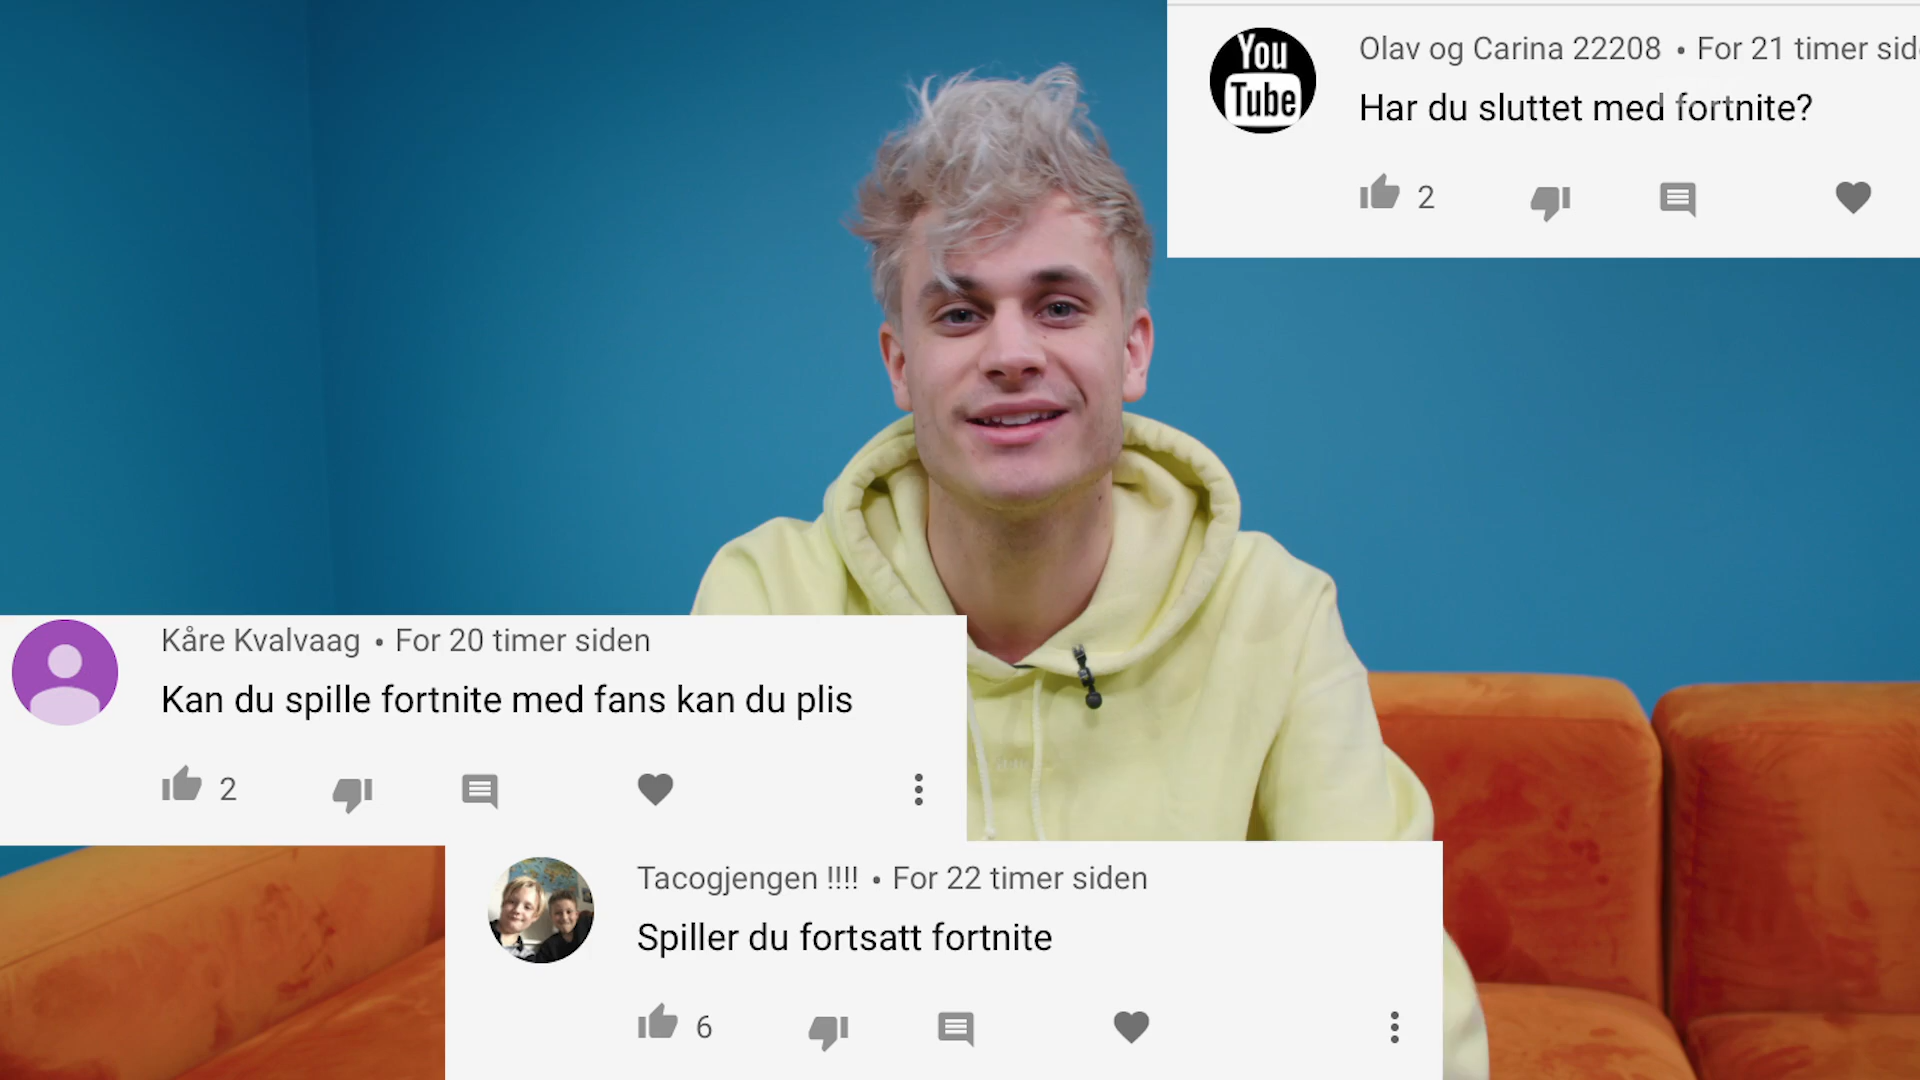 You
Tube
Olav og Carina 22208 • For 21 timer
Har du sluttet med fortnite?
2
Kåre Kvalvaag • For 20 timer siden
Kan du spille fortnite med fans kan du plis
2
Tacogjengen !!!! • For 22 timer siden
Spiller du fortsatt fortnite
6